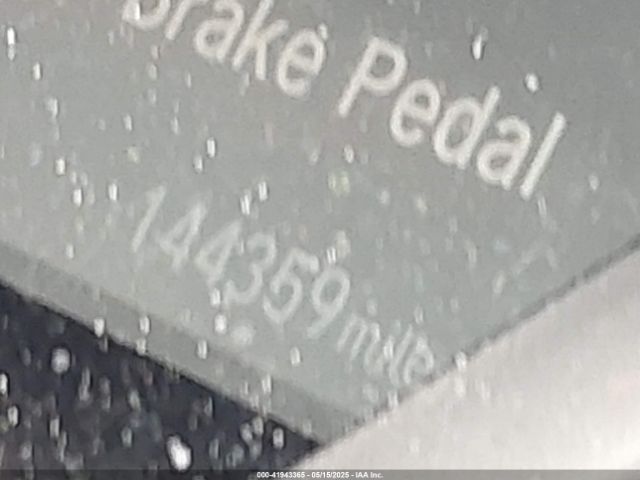 Brake Pedal
144359 mile
000-41943365 - 05/15/2025 - IAA Inc.